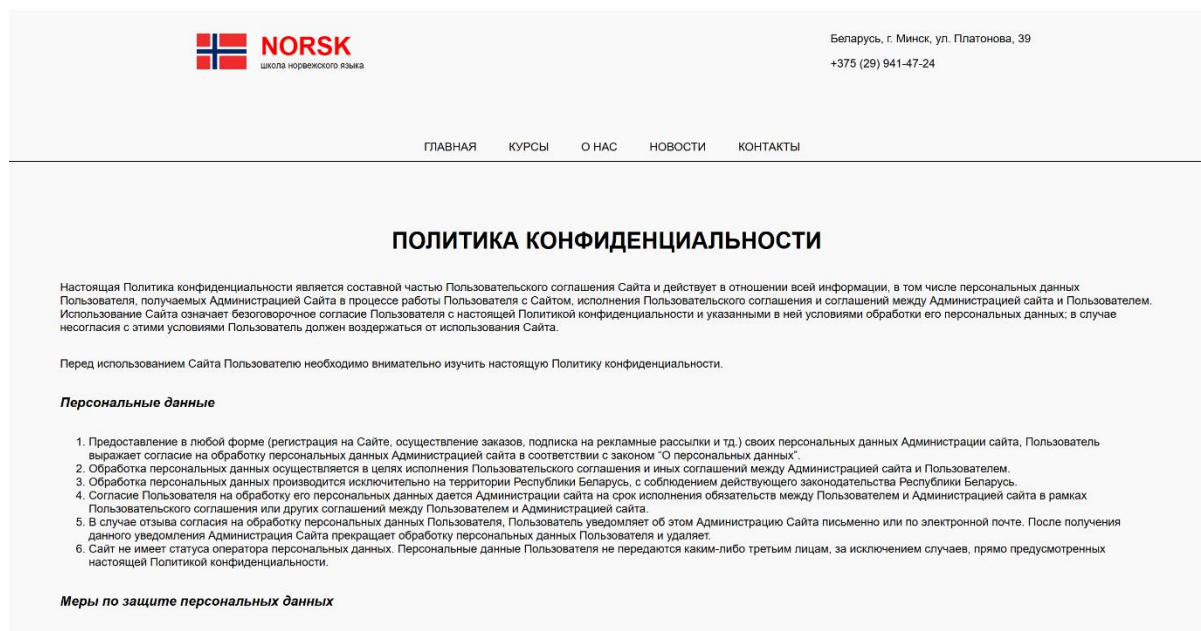 NORSK
школа норвежского языка
Беларусь, г. Минск, ул. Платонова, 39
+375 (29) 941-47-24
ГЛАВНАЯ КУРСЫ О НАС НОВОСТИ КОНТАКТЫ
ПОЛИТИКА КОНФИДЕНЦИАЛЬНОСТИ
Настоящая Политика конфиденциальности является составной частью Пользовательского соглашения Сайта и действует в отношении всей информации, в том числе персональных данных
Пользователя, получаемых Администрацией Сайта в процессе работы Пользователя с Сайтом, исполнения Пользовательского соглашения и соглашений между Администрацией сайта и Пользователем.
Использование Сайта означает безоговорочное согласие Пользователя с настоящей Политикой конфиденциальности и указанными в ней условиями обработки его персональных данных; в случае
несогласия с этими условиями Пользователь должен воздержаться от использования Сайта.
Перед использованием Сайта Пользователю необходимо внимательно изучить настоящую Политику конфиденциальности.
Персональные данные
1. Предоставление в любой форме (регистрация на Сайте, осуществление заказов, подписка на рекламные рассылки и тд.) своих персональных данных Администрации сайта, Пользователь
выражает согласие на обработку персональных данных Администрацией сайта в соответствии с законом “О персональных данных”.
2. Обработка персональных данных осуществляется в целях исполнения Пользовательского соглашения и иных соглашений между Администрацией сайта и Пользователем.
3. Обработка персональных данных производится исключительно на территории Республики Беларусь, с соблюдением действующего законодательства Республики Беларусь.
4. Согласие Пользователя на обработку его персональных данных дается Администрации сайта на срок исполнения обязательств между Пользователем и Администрацией сайта в рамках
Пользовательского соглашения или других соглашений между Пользователем и Администрацией сайта.
5. В случае отзыва согласия на обработку персональных данных Пользователя, Пользователь уведомляет об этом Администрацию Сайта письменно или по электронной почте. После получения
данного уведомления Администрация Сайта прекращает обработку персональных данных Пользователя и удаляет.
6. Сайт не имеет статуса оператора персональных данных. Персональные данные Пользователя не передаются каким-либо третьим лицам, за исключением случаев, прямо предусмотренных
настоящей Политикой конфиденциальности.
Меры по защите персональных данных